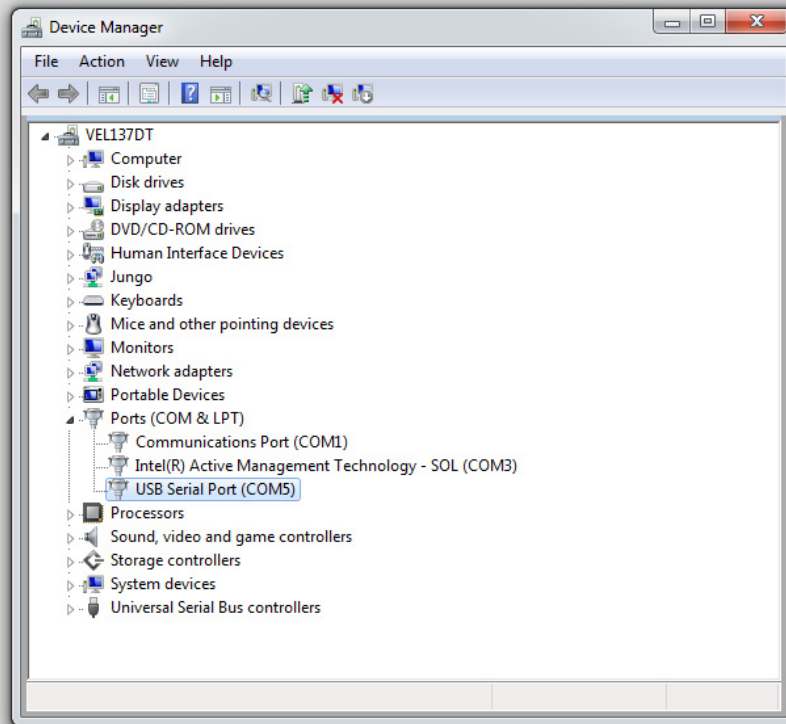 Device Manager
File Action View Help
VEL137DT
Computer
Disk drives
Display adapters
DVD/CD-ROM drives
Human Interface Devices
Jungo
Keyboards
Mice and other pointing devices
Monitors
Network adapters
Portable Devices
Ports (COM & LPT)
Communications Port (COM1)
Intel(R) Active Management Technology - SOL (COM3)
USB Serial Port (COM5)
Processors
Sound, video and game controllers
Storage controllers
System devices
Universal Serial Bus controllers